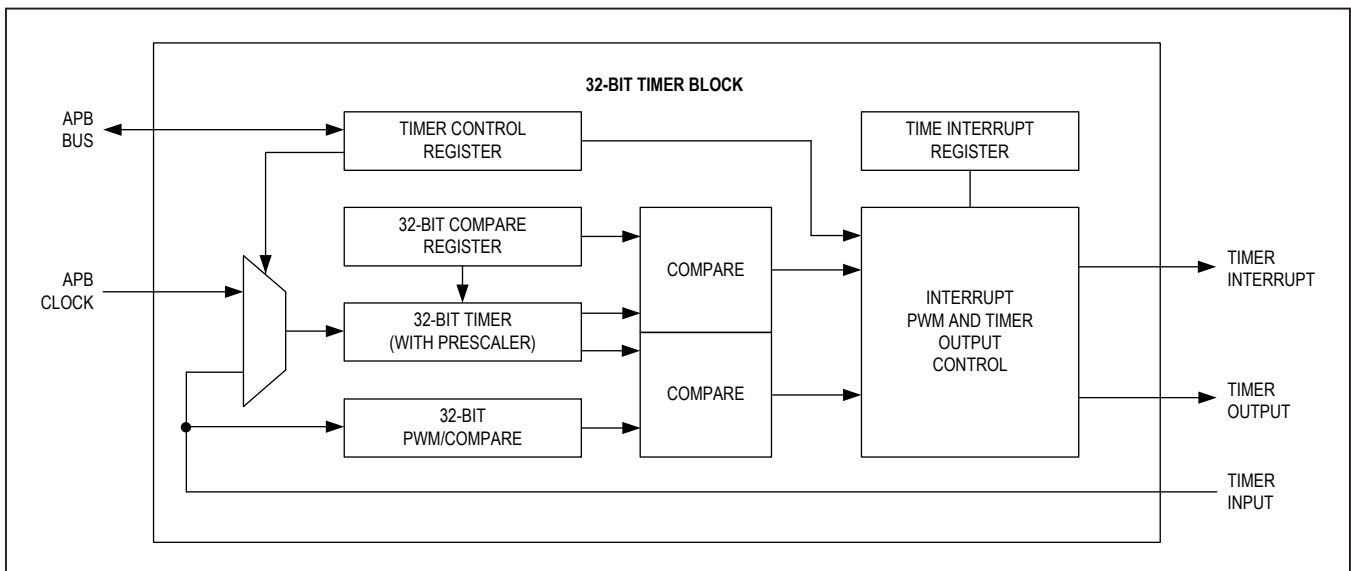 32-BIT TIMER BLOCK
APB
BUS
TIMER CONTROL
REGISTER
TIME INTERRUPT
REGISTER
32-BIT COMPARE
REGISTER
COMPARE
APB
CLOCK
32-BIT TIMER
(WITH PRESCALER)
INTERRUPT
PWM AND TIMER
OUTPUT
CONTROL
TIMER
INTERRUPT
COMPARE
32-BIT
PWM/COMPARE
TIMER
OUTPUT
TIMER
INPUT